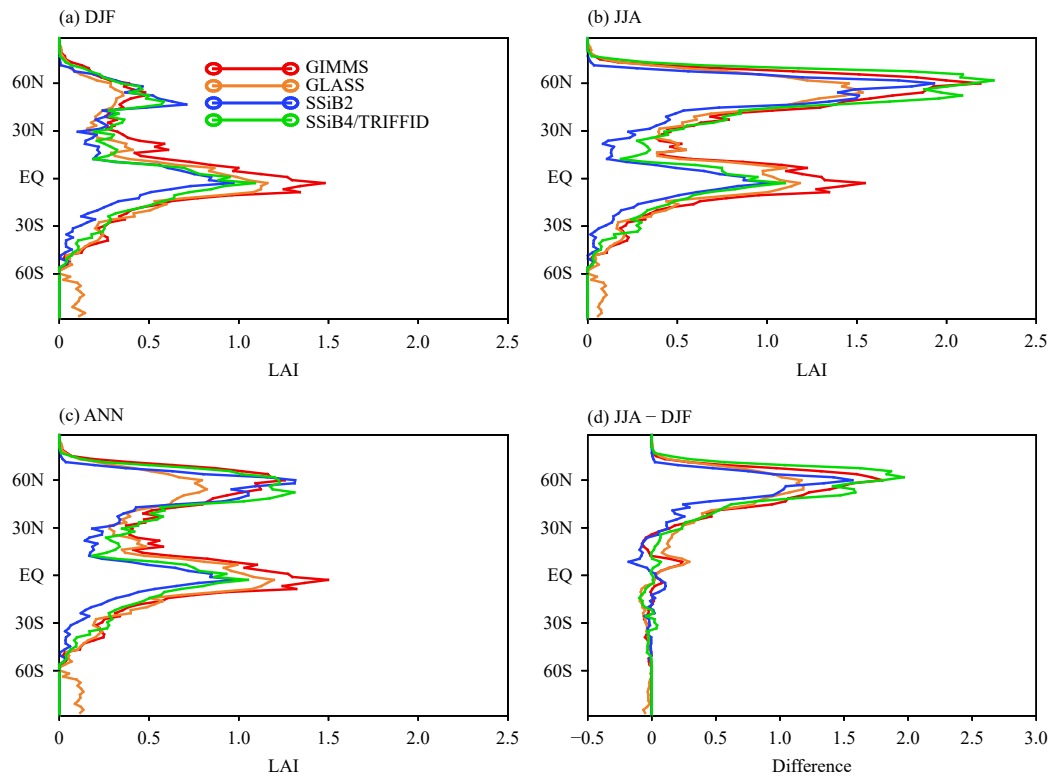 (a) DJF
(b) JJA
60N
30N
EQ
30S
60S
GIMMS
GLASS
SSiB2
SSiB4/TRIFFID
0 0.5 1.0 1.5 2.0 2.5
LAI
60N
30N
EQ
30S
60S
0 0.5 1.0 1.5 2.0 2.5
LAI
(c) ANN
(d) JJA − DJF
60N
30N
EQ
30S
60S
0 0.5 1.0 1.5 2.0 2.5
LAI
60N
30N
EQ
30S
60S
−0.5 0 0.5 1.0 1.5 2.0 2.5 3.0
Difference